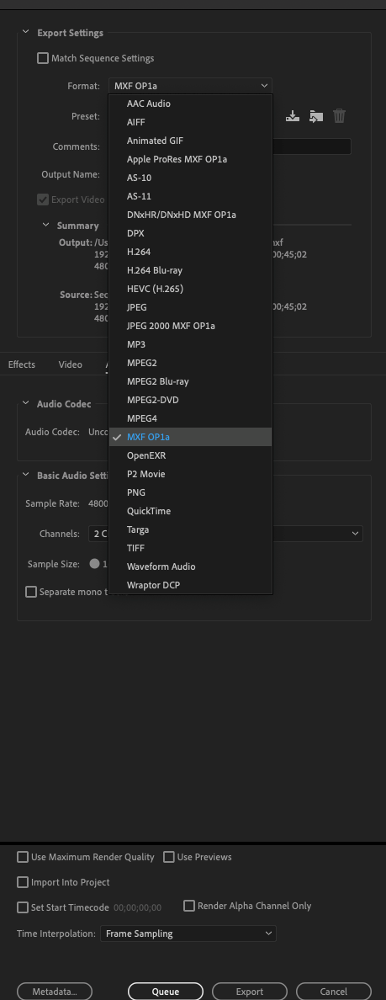 Export Settings
Match Sequence Settings
Format: MXF OP1a
AAC Audio
Preset:
AIFF
Animated GIF
Comments:
Apple ProRes MXF OP1a
Output Name:
AS-10
AS-11
Export Video
DNxHR/DNxHD MXF OP1a
Summary
DPX
Output: /Us
H.264
192 00;45;02
480
H.264 Blu-ray
HEVC (H.265)
Source: Sec
JPEG
192 00;45;02
480
JPEG 2000 MXF OP1a
MP3
Effects Video
MPEG2
MPEG2 Blu-ray
Audio Codec
MPEG2-DVD
MPEG4
Audio Codec: Unco
MXF OP1a
OpenEXR
Basic Audio Setti
P2 Movie
PNG
Sample Rate: 4800
QuickTime
Channels: 2 C
Targa
TIFF
Sample Size: 1
Waveform Audio
Wraptor DCP
Separate mono t
Use Maximum Render Quality Use Previews
Import Into Project
Set Start Timecode 00;00;00;00 Render Alpha Channel Only
Time Interpolation: Frame Sampling
Metadata... Queue Export Cancel